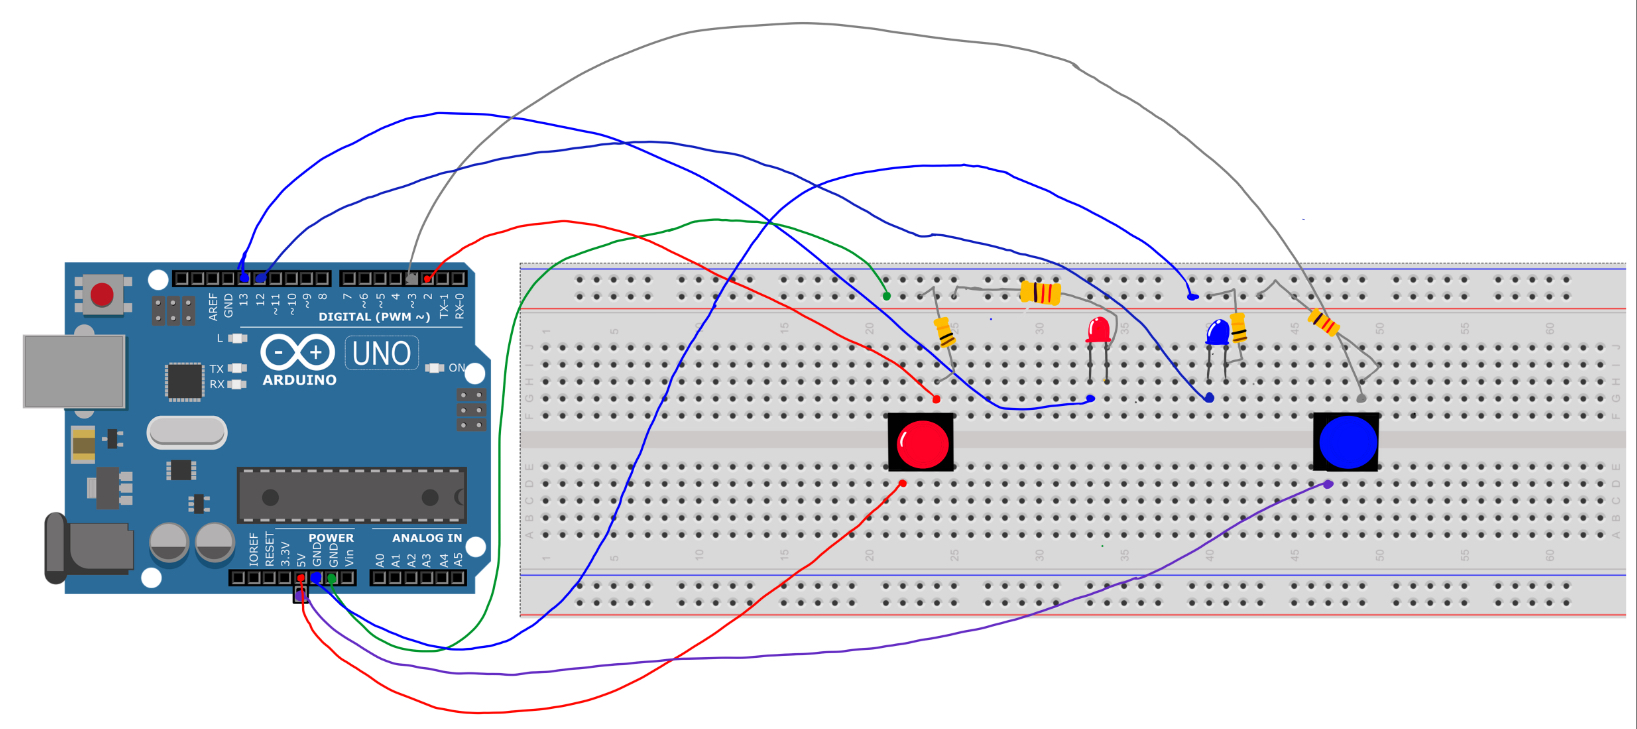 AREF
GND
13
12
~11
~10
~9
8
7
~6
~5
4
~3
2
TX-1
RX-0
DIGITAL (PWM ~)
L
TX
RX
- +
UNO
ARDUINO
ON
POWER
ANALOG IN
IOREF
RESET
3.3V
5V
GND
GND
Vin
A0
A1
A2
A3
A4
A5
1 5 10 15 20 25 30 35 40 45 50 55 60
J J
I I
H H
G G
F F
E E
D D
C C
B B
A A
1 5 10 15 20 25 30 35 40 45 50 55 60